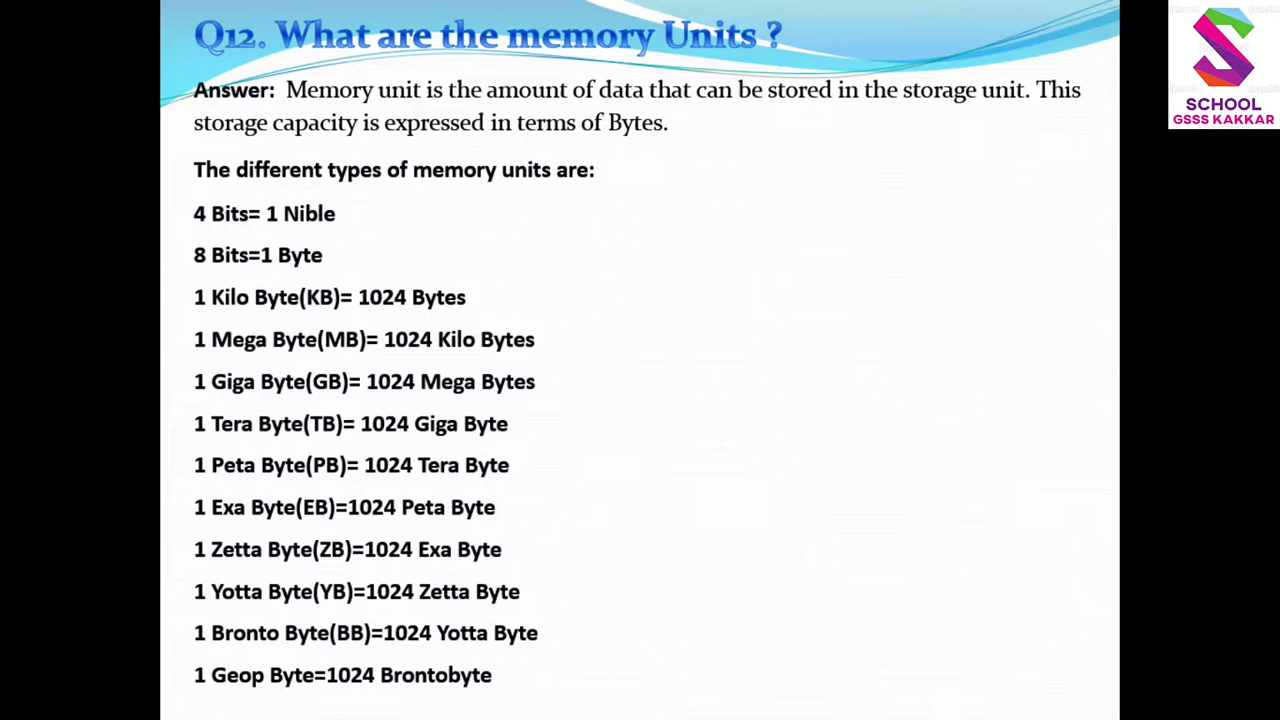 Q12. What are the memory Units ?
Answer: Memory unit is the amount of data that can be stored in the storage unit. This
storage capacity is expressed in terms of Bytes.
The different types of memory units are:
4 Bits= 1 Nible
8 Bits=1 Byte
1 Kilo Byte(KB)= 1024 Bytes
1 Mega Byte(MB)= 1024 Kilo Bytes
1 Giga Byte(GB)= 1024 Mega Bytes
1 Tera Byte(TB)= 1024 Giga Byte
1 Peta Byte(PB)= 1024 Tera Byte
1 Exa Byte(EB)=1024 Peta Byte
1 Zetta Byte(ZB)=1024 Exa Byte
1 Yotta Byte(YB)=1024 Zetta Byte
1 Bronto Byte(BB)=1024 Yotta Byte
1 Geop Byte=1024 Brontobyte
SCHOOL
GSSS KAKKAR